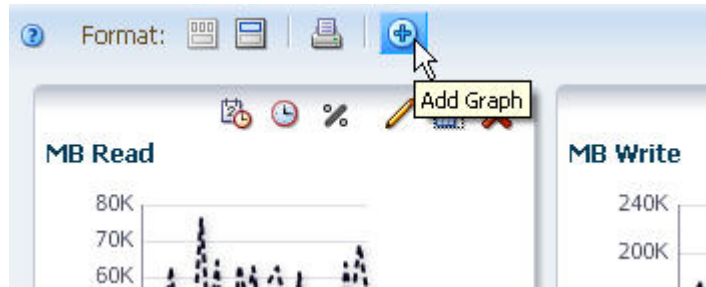 Format:
Add Graph
MB Read
MB Write
80K
70K
60K
240K
200K